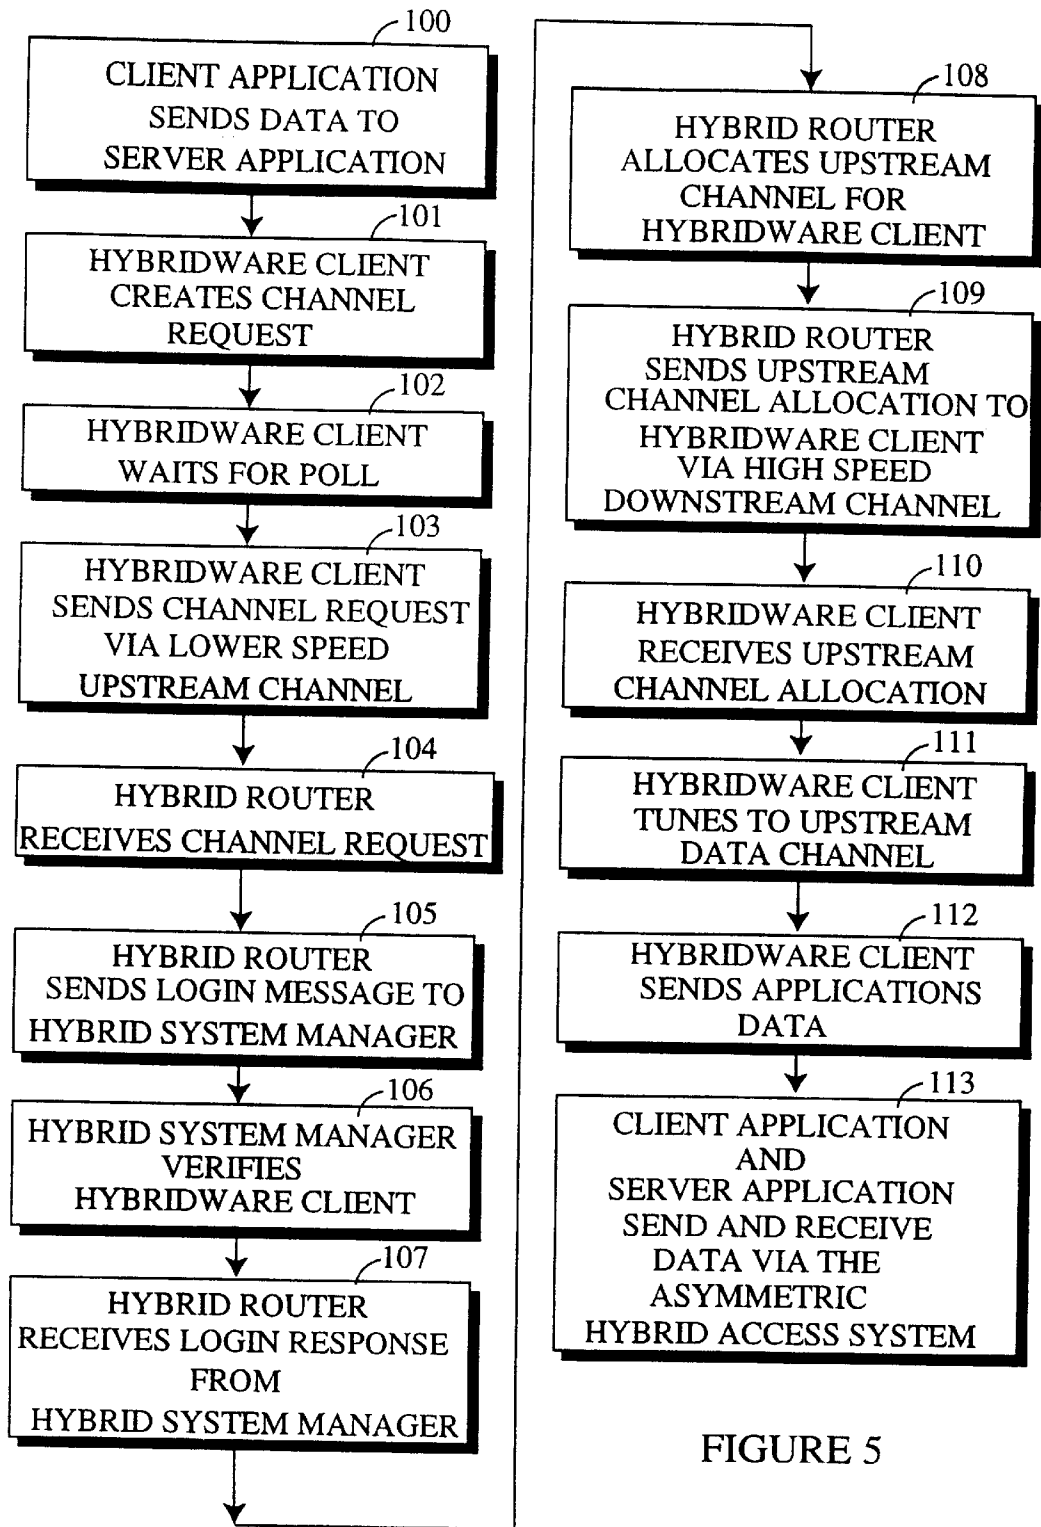 100
CLIENT APPLICATION
SENDS DATA TO
SERVER APPLICATION
101
HYBRIDWARE CLIENT
CREATES CHANNEL
REQUEST
102
HYBRIDWARE CLIENT
WAITS FOR POLL
103
HYBRIDWARE CLIENT
SENDS CHANNEL REQUEST
VIA LOWER SPEED
UPSTREAM CHANNEL
104
HYBRID ROUTER
RECEIVES CHANNEL REQUEST
105
HYBRID ROUTER
SENDS LOGIN MESSAGE TO
HYBRID SYSTEM MANAGER
106
HYBRID SYSTEM MANAGER
VERIFIES
HYBRIDWARE CLIENT
107
HYBRID ROUTER
RECEIVES LOGIN RESPONSE
FROM
HYBRID SYSTEM MANAGER
108
HYBRID ROUTER
ALLOCATES UPSTREAM
CHANNEL FOR
HYBRIDWARE CLIENT
109
HYBRID ROUTER
SENDS UPSTREAM
CHANNEL ALLOCATION TO
HYBRIDWARE CLIENT
VIA HIGH SPEED
DOWNSTREAM CHANNEL
110
HYBRIDWARE CLIENT
RECEIVES UPSTREAM
CHANNEL ALLOCATION
111
HYBRIDWARE CLIENT
TUNES TO UPSTREAM
DATA CHANNEL
112
HYBRIDWARE CLIENT
SENDS APPLICATIONS
DATA
113
CLIENT APPLICATION
AND
SERVER APPLICATION
SEND AND RECEIVE
DATA VIA THE
ASYMMETRIC
HYBRID ACCESS SYSTEM
FIGURE 5